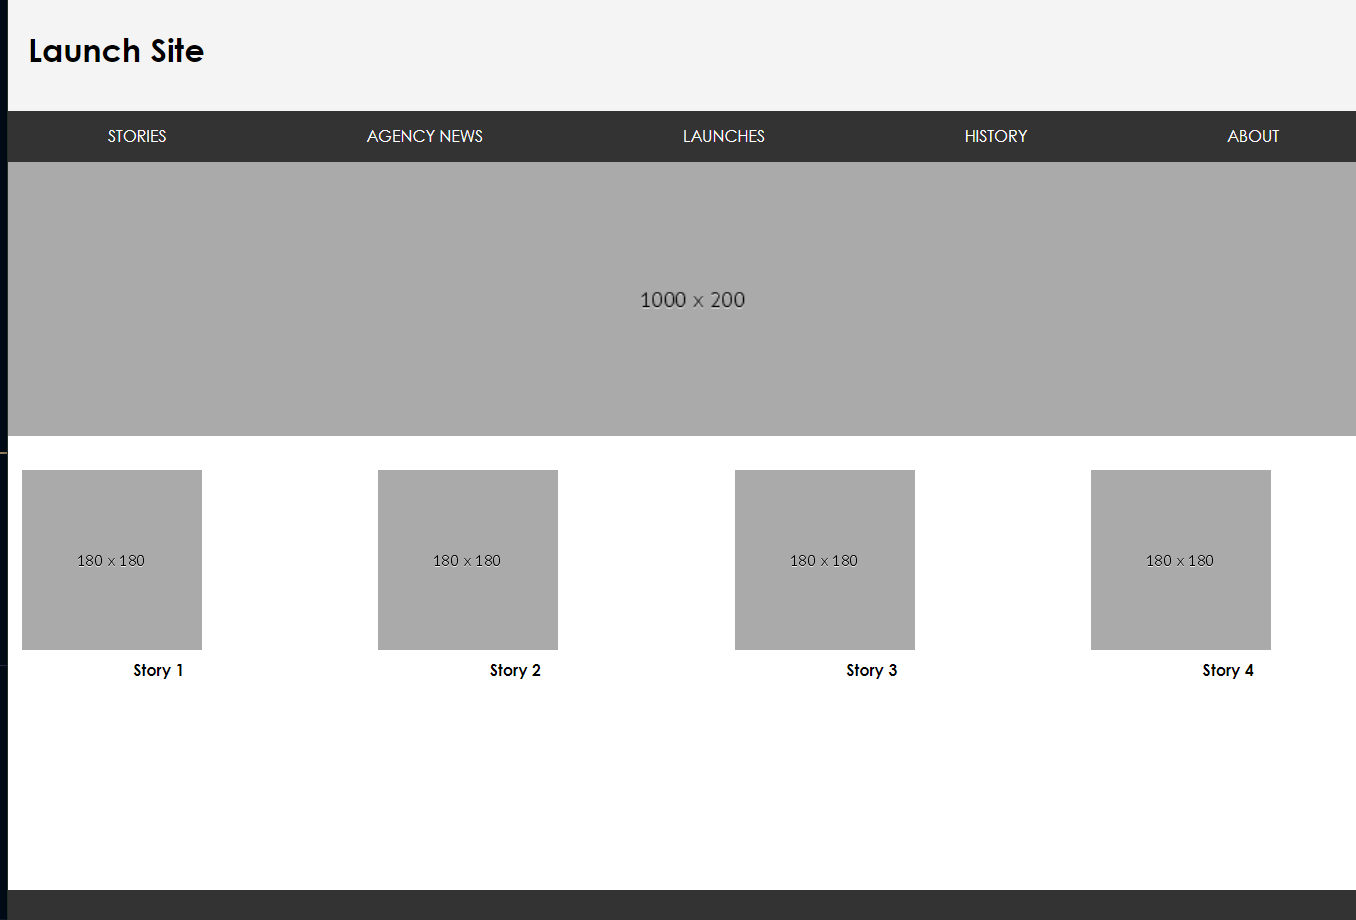 Launch Site
STORIES AGENCY NEWS LAUNCHES HISTORY ABOUT
1000 x 200
180 x 180 180 x 180 180 x 180 180 x 180
Story 1 Story 2 Story 3 Story 4